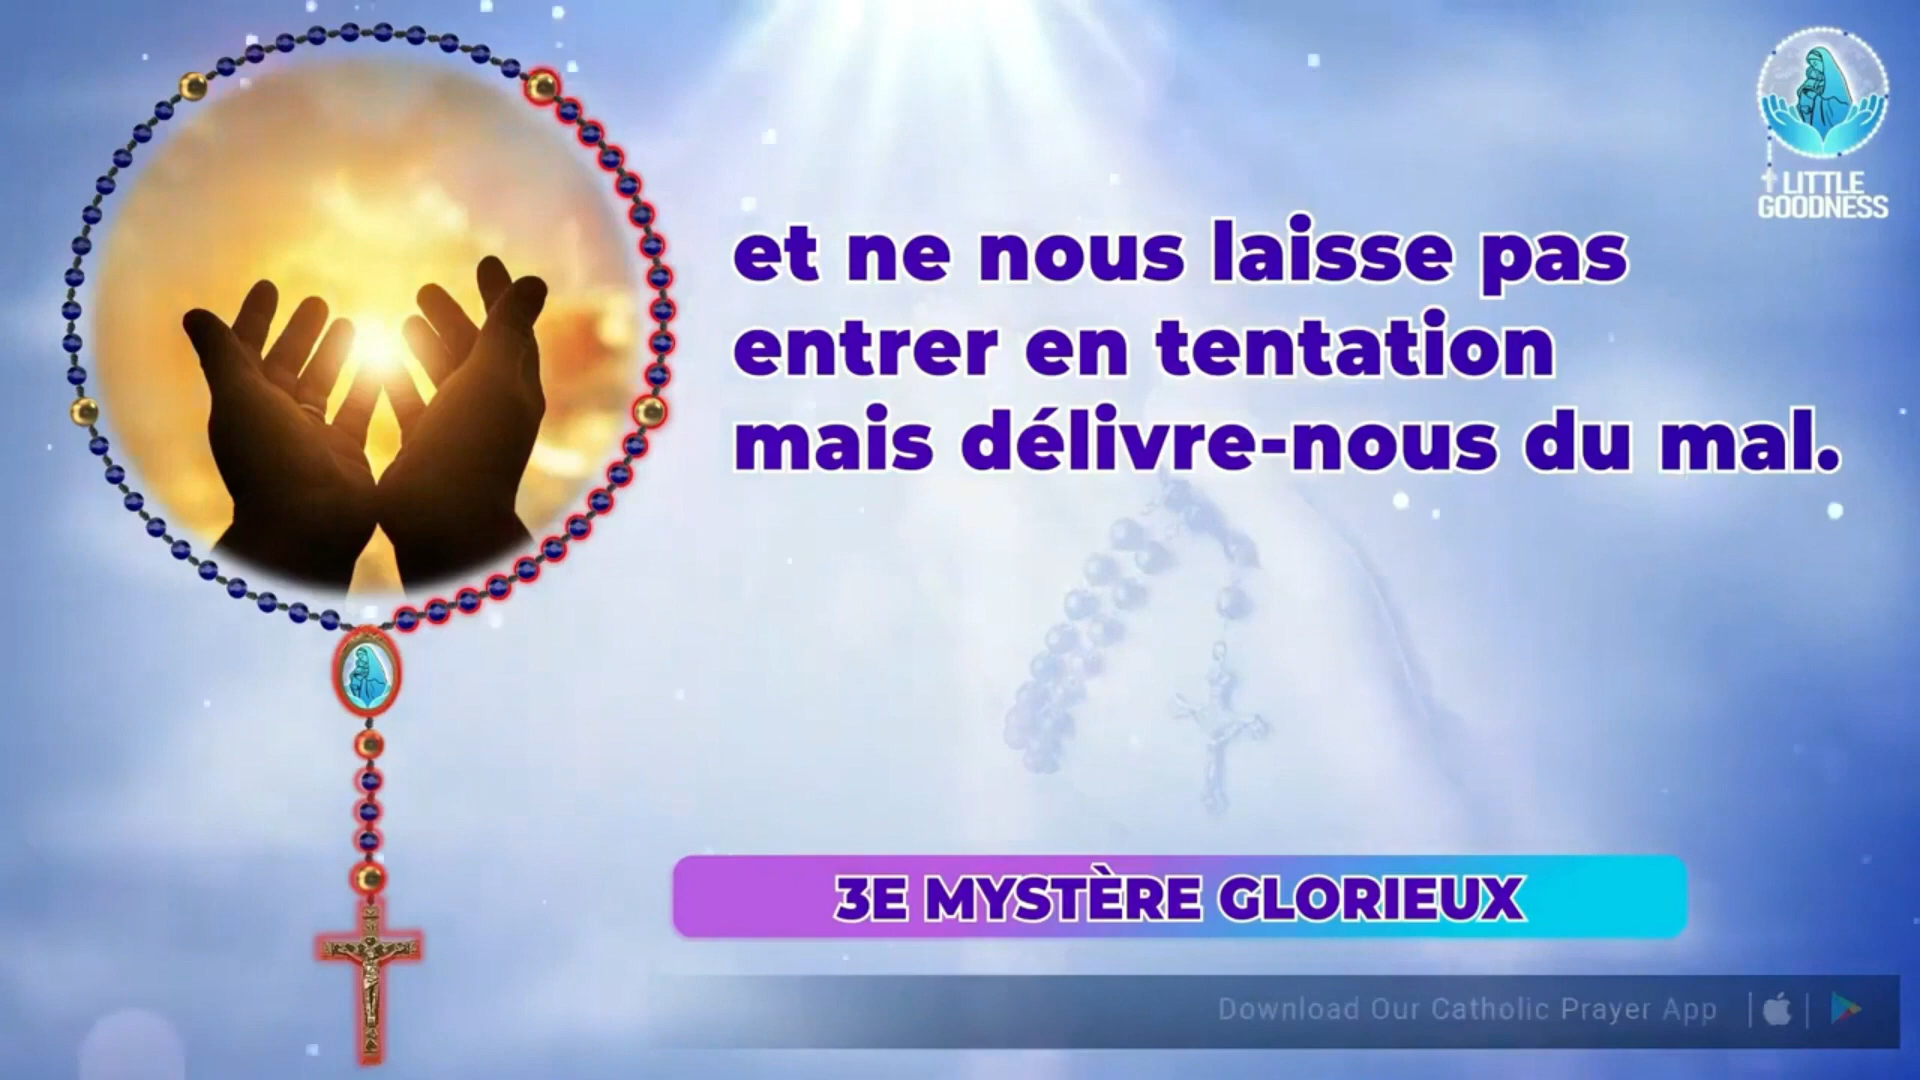 LITTLE
GOODNESS
et ne nous laisse pas
entrer en tentation
mais délivre-nous du mal.
3E MYSTÈRE GLORIEUX
Download Our Catholic Prayer App